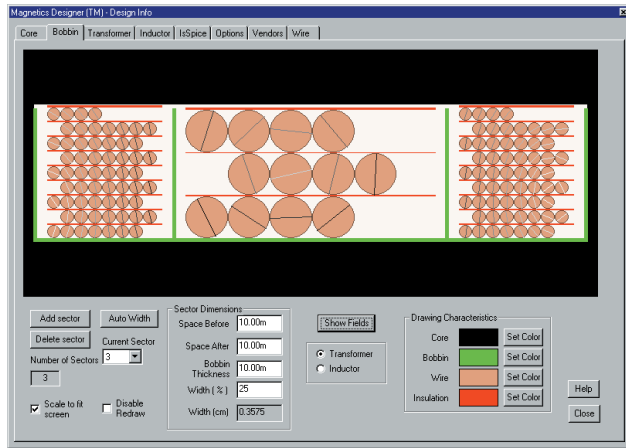 Magnetics Designer (TM) - Design Info
Core Bobbin Transformer Inductor IsSpice Options Vendors Wire
Add sector Auto Width
Delete sector Current Sector
Number of Sectors 3
3
Scale to fit screen
Disable Redraw
Sector Dimensions
Space Before 10.00m
Space After 10.00m
Bobbin Thickness 10.00m
Width ( % ) 25
Width (cm) 0.3575
Show Fields
Transformer
Inductor
Drawing Characteristics
Core Set Color
Bobbin Set Color
Wire Set Color
Insulation Set Color
Help
Close